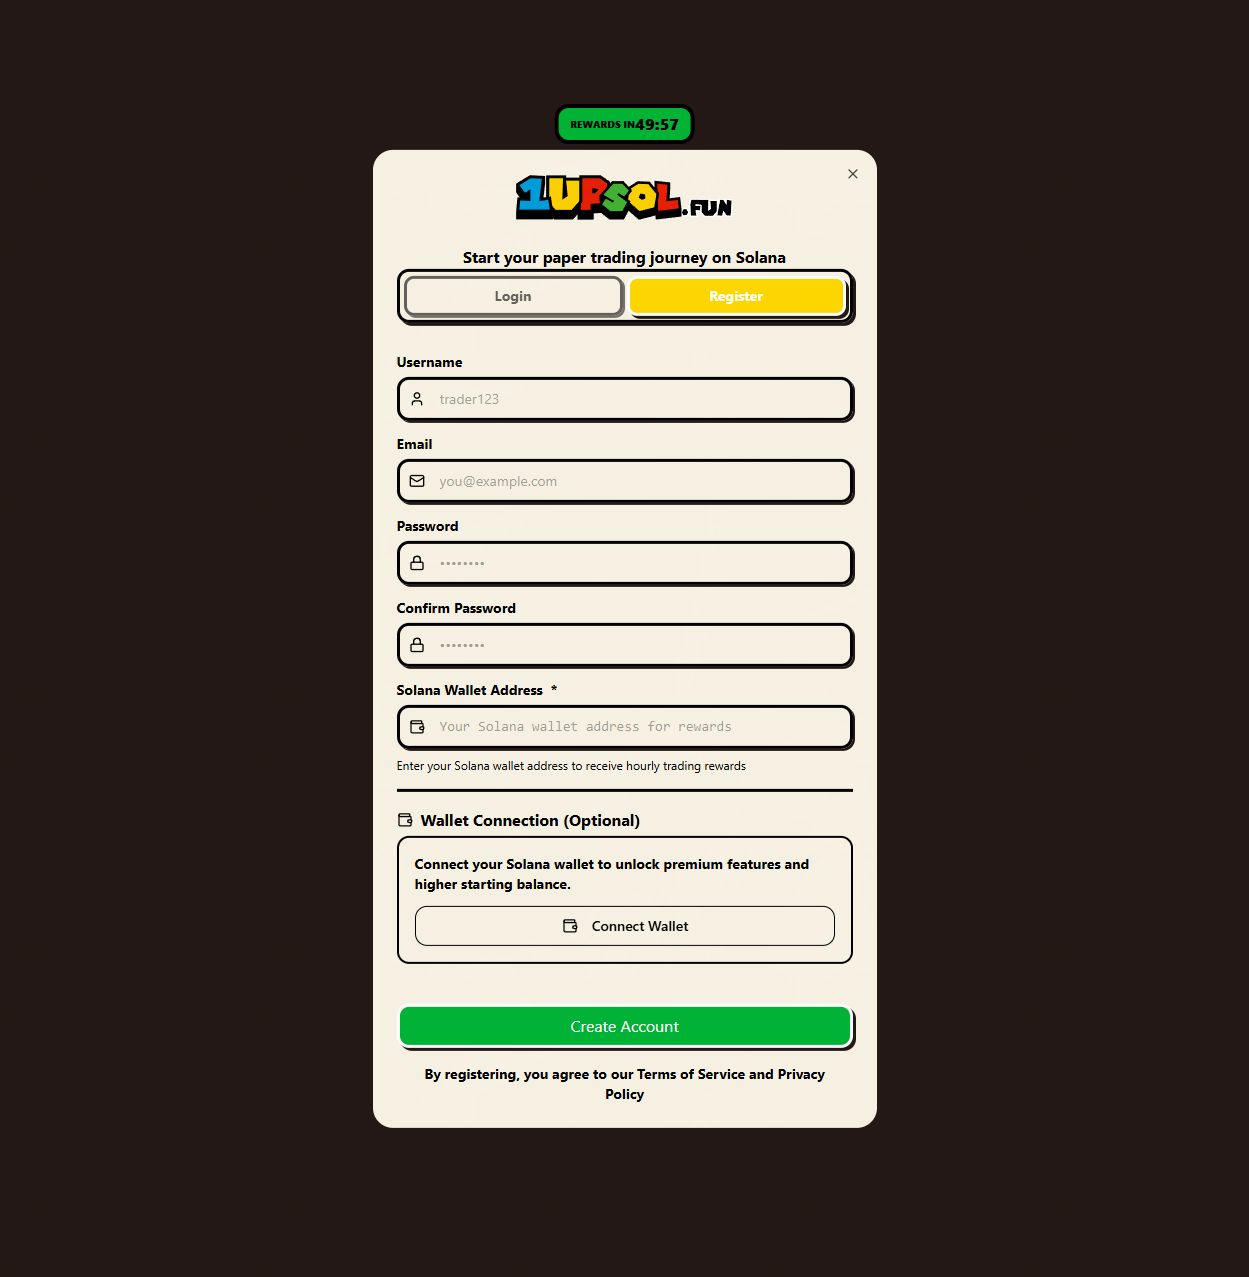 REWARDS IN49:57
1UPSOL.FUN
Start your paper trading journey on Solana
Login
Register
Username
trader123
Email
you@example.com
Password
••••••••
Confirm Password
••••••••
Solana Wallet Address *
Your Solana wallet address for rewards
Enter your Solana wallet address to receive hourly trading rewards
Wallet Connection (Optional)
Connect your Solana wallet to unlock premium features and
higher starting balance.
Connect Wallet
Create Account
By registering, you agree to our Terms of Service and Privacy
Policy